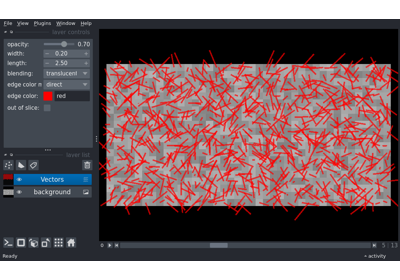 File View Plugins Window Help
layer controls
opacity: 0.70
width: 0.20
length: 2.50
blending: translucent
edge color m direct
edge color: red
out of slice:
layer list
Vectors
background
0 5 13
Ready activity